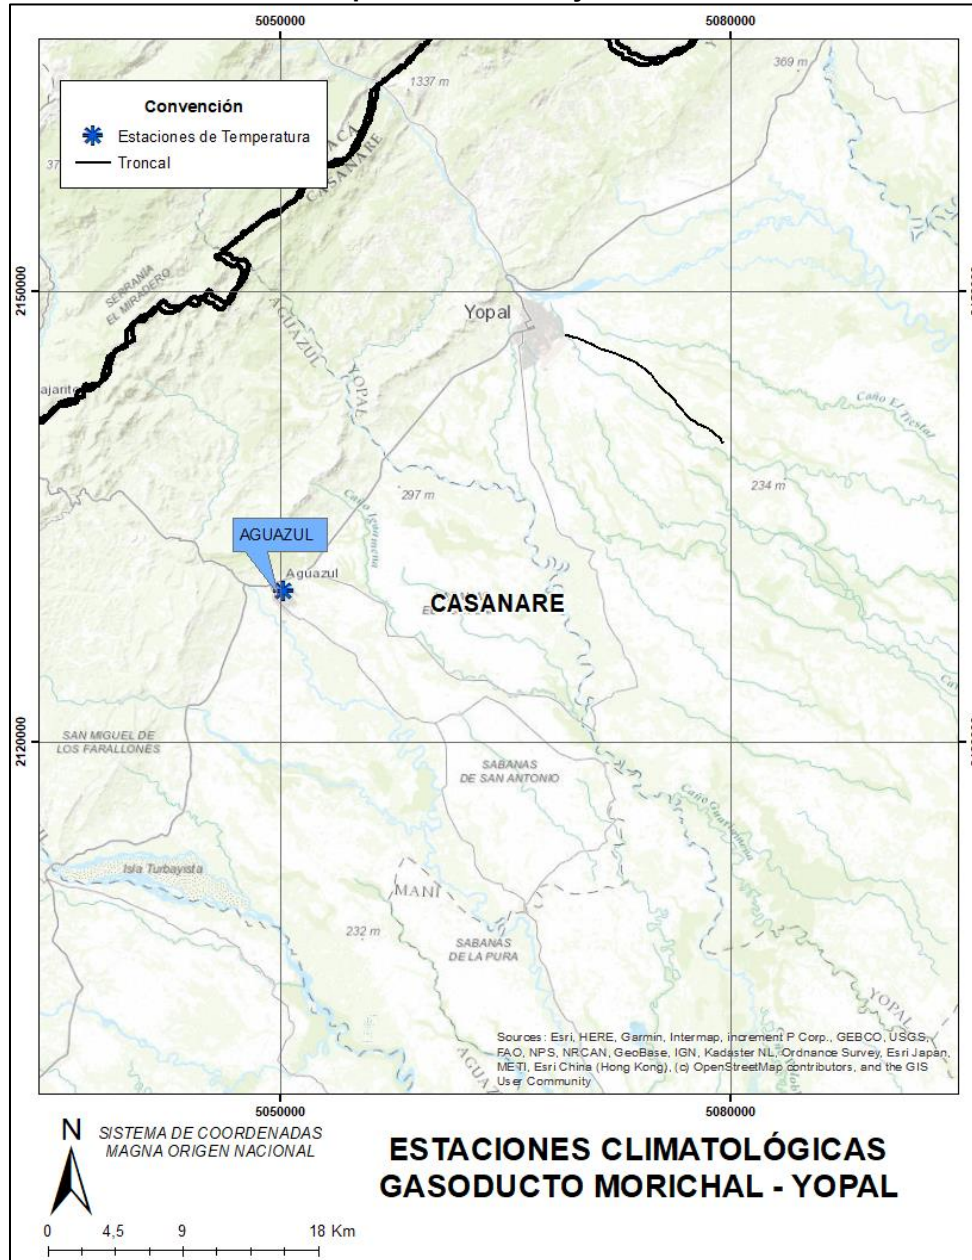 5050000
5080000
369 m
1337 m
Convención
Estaciones de Temperatura
Troncal
CASANARE
SERRANIA
EL MIRADERO
2150000
AGUAZUL
YOPAL
Yopal
Caño El Tiestal
297 m
234 m
AGUAZUL
Aguazul
CASANARE
2120000
SAN MIGUEL DE
LOS FARALLONES
SABANAS
DE SAN ANTONIO
Isla Turbayista
MANI
232 m
SABANAS
DE LA PURA
YOPAL
Sources: Esri, HERE, Garmin, Intermap, increment P Corp., GEBCO, USGS,
FAO, NPS, NRCAN, GeoBase, IGN, Kadaster NL, Ordnance Survey, Esri Japan,
METI, Esri China (Hong Kong), (c) OpenStreetMap contributors, and the GIS
User Community
5050000
5080000
N
SISTEMA DE COORDENADAS
MAGNA ORIGEN NACIONAL
ESTACIONES CLIMATOLÓGICAS
GASODUCTO MORICHAL - YOPAL
0 4,5 9 18 Km